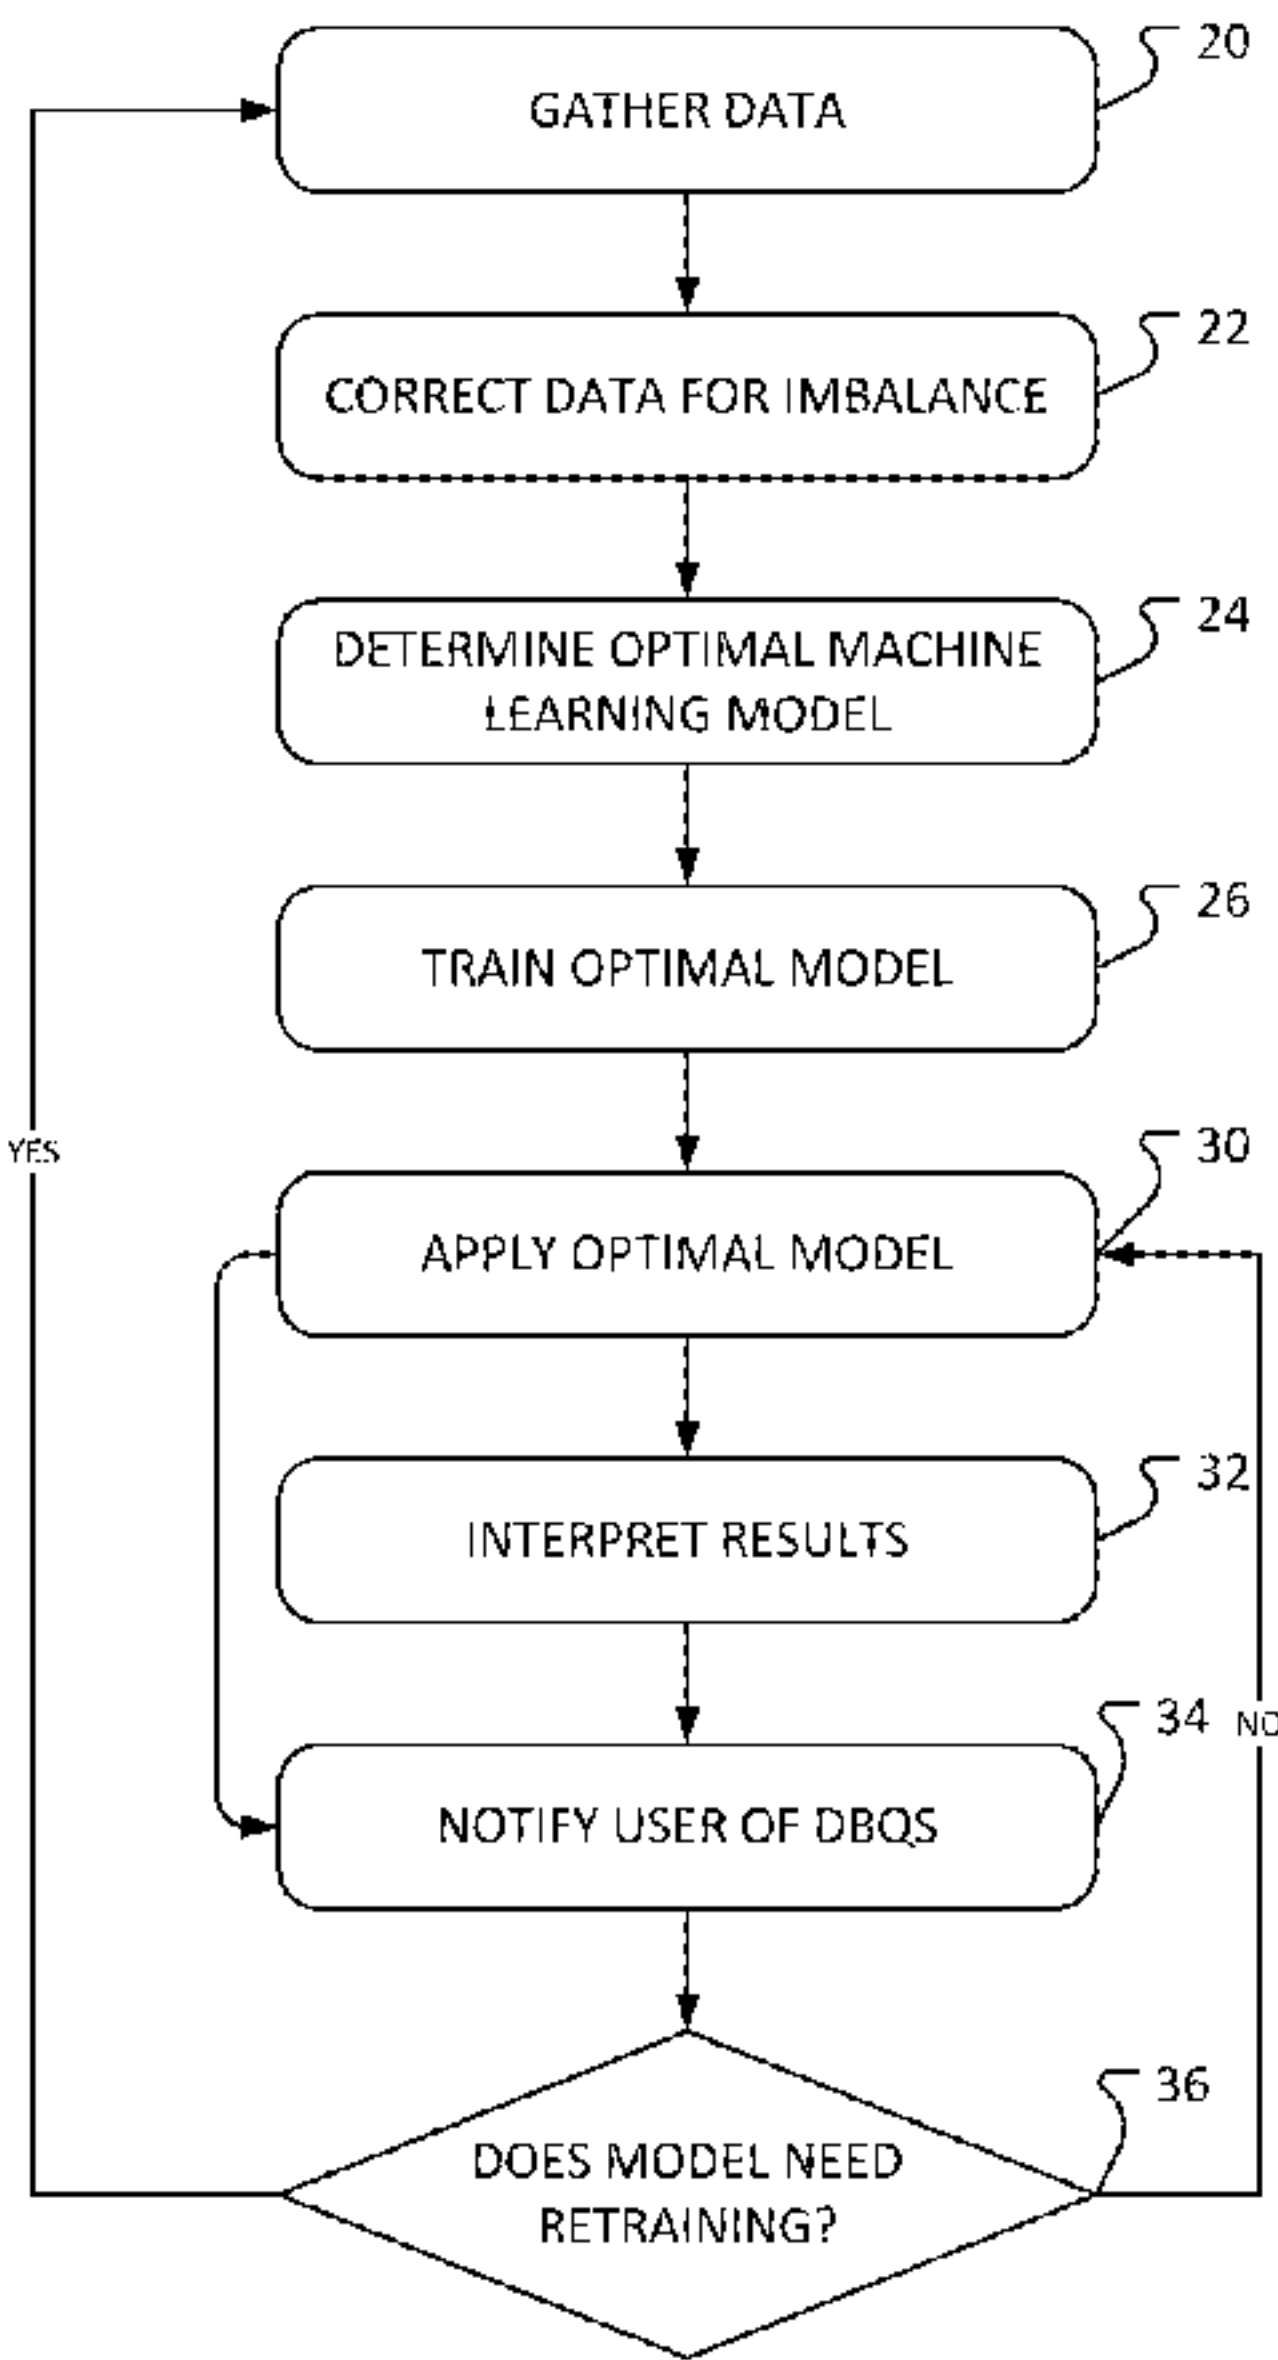 20
GATHER DATA
22
CORRECT DATA FOR IMBALANCE
24
DETERMINE OPTIMAL MACHINE
LEARNING MODEL
26
TRAIN OPTIMAL MODEL
YES
30
APPLY OPTIMAL MODEL
32
INTERPRET RESULTS
34
NO
NOTIFY USER OF DBQS
36
DOES MODEL NEED
RETRAINING?